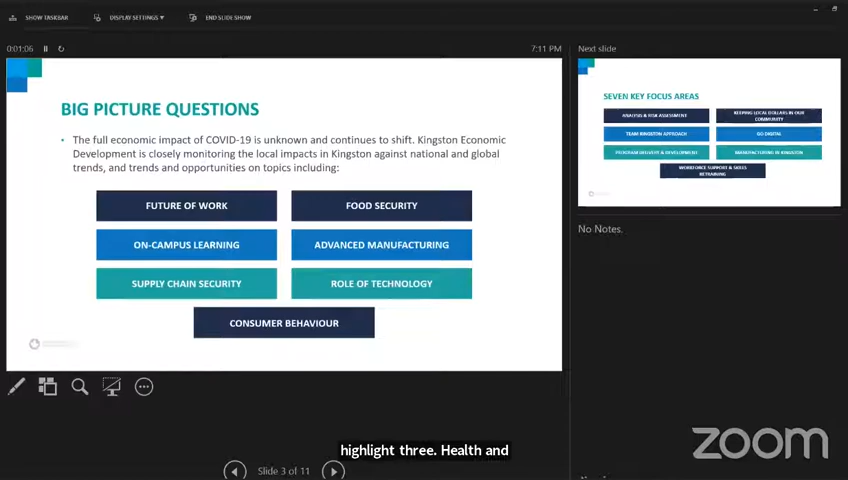 SHOW TASKBAR
DISPLAY SETTINGS ▼
END SLIDE SHOW
0:01:06
7:11 PM
BIG PICTURE QUESTIONS
• The full economic impact of COVID-19 is unknown and continues to shift. Kingston Economic
Development is closely monitoring the local impacts in Kingston against national and global
trends, and trends and opportunities on topics including:
FUTURE OF WORK
FOOD SECURITY
ON-CAMPUS LEARNING
ADVANCED MANUFACTURING
SUPPLY CHAIN SECURITY
ROLE OF TECHNOLOGY
CONSUMER BEHAVIOUR
Next slide
SEVEN KEY FOCUS AREAS
ANALYSIS & RISK ASSESSMENT
KEEPING LOCAL DOLLARS IN OUR
COMMUNITY
TEAM KINGSTON APPROACH
GO DIGITAL
PROGRAM DELIVERY & DEVELOPMENT
MANUFACTURING IN KINGSTON
WORKFORCE SUPPORT & SKILLS
RETRAINING
No Notes.
highlight three. Health and
Slide 3 of 11
zoom